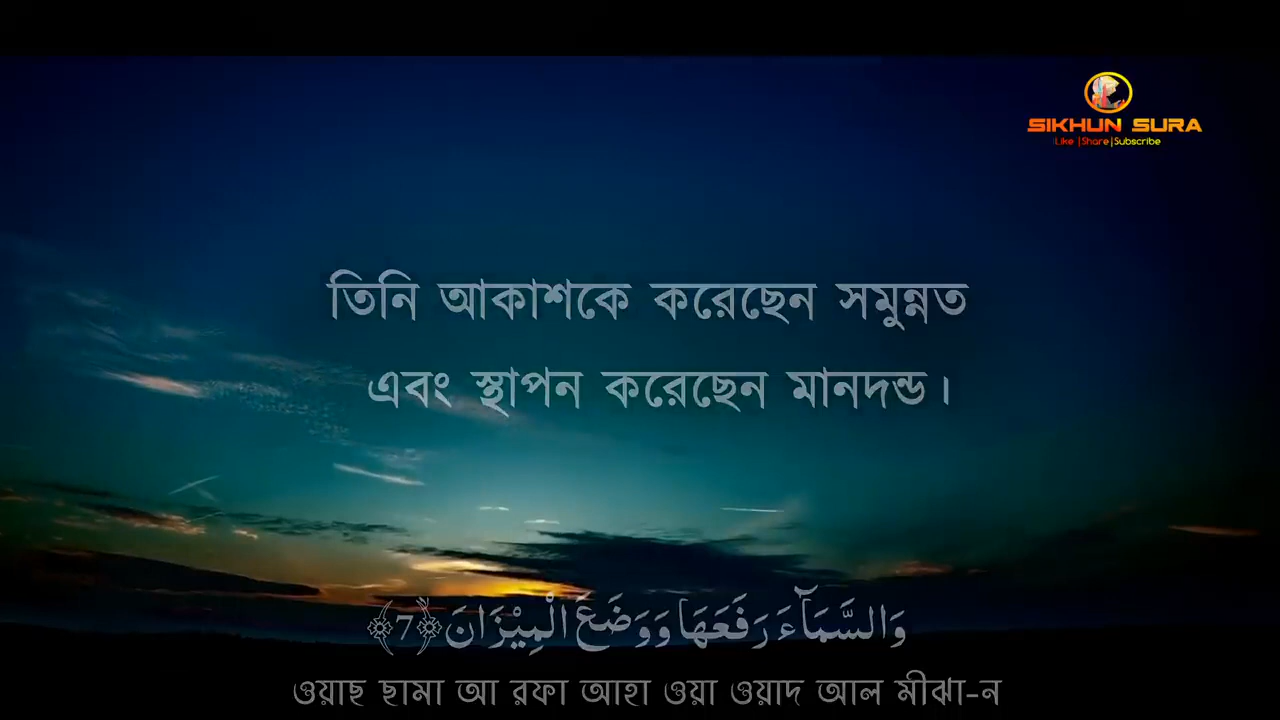 SIKHUN SURA
Like |Share|Subscribe
তিনি আকাশকে করেছেন সমুন্নত
এবং স্থাপন করেছেন মানদন্ড।
وَالسَّمَآءَ رَفَعَهَا وَوَضَعَ الْمِيْزَانَ ﴿7﴾
ওয়াছ ছামা আ রফা আহা ওয়া ওয়াদ আল মীঝা-ন